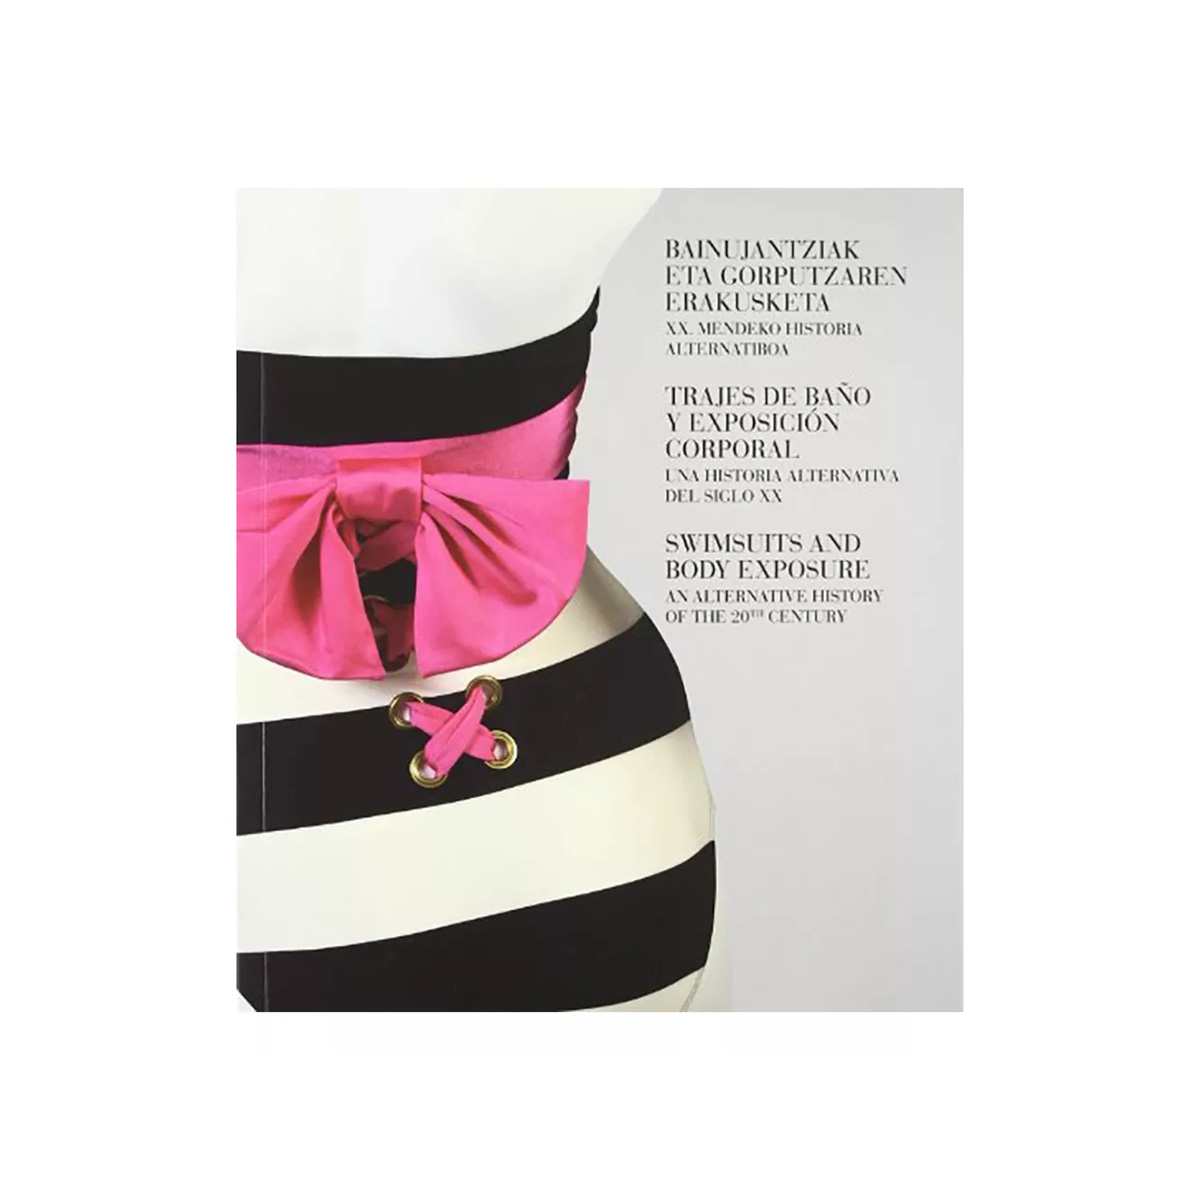 BAINUJANTZIAK
ETA GORPUTZAREN
ERAKUSKETA
XX. MENDEKO HISTORIA
ALTERNATIBOA
TRAJES DE BAÑO
Y EXPOSICIÓN
CORPORAL
UNA HISTORIA ALTERNATIVA
DEL SIGLO XX
SWIMSUITS AND
BODY EXPOSURE
AN ALTERNATIVE HISTORY
OF THE 20TH CENTURY